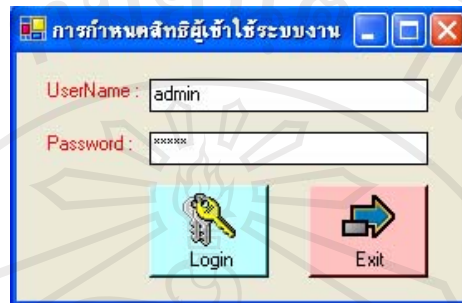 การกำหนดสิทธิผู้เข้าใช้ระบบงาน
UserName : admin
Password : *****
Login Exit